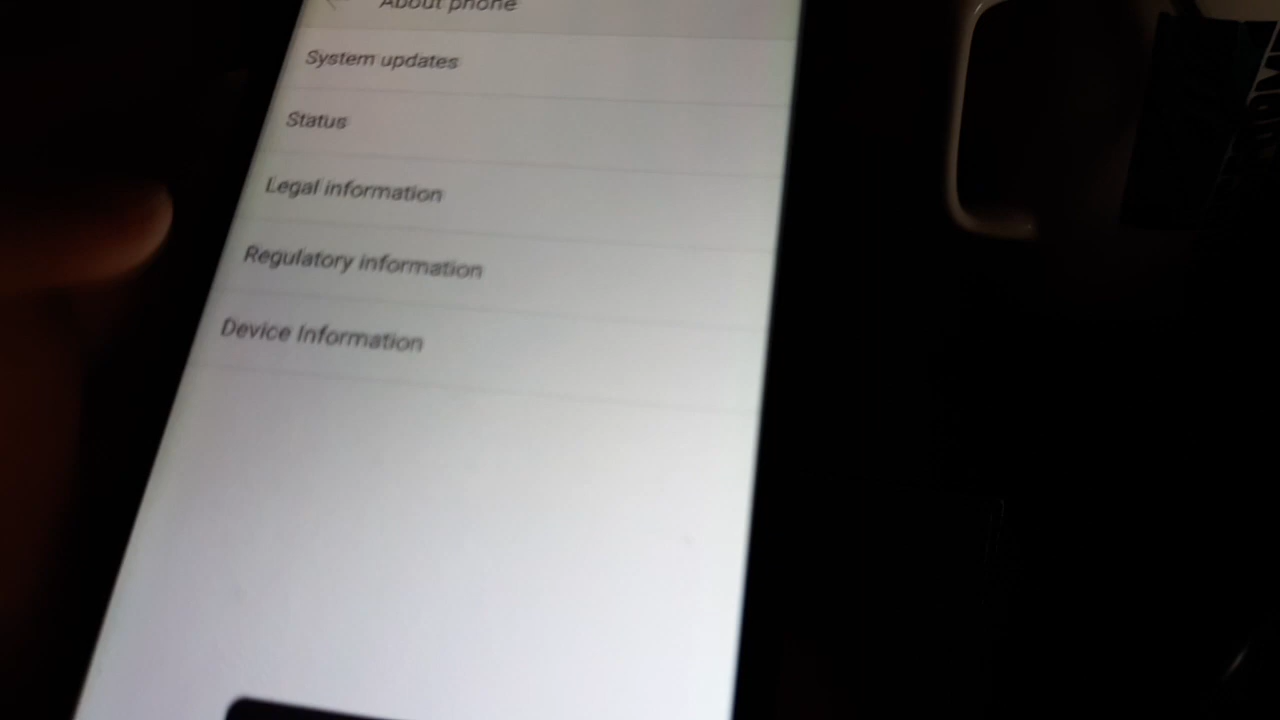 About phone
System updates
Status
Legal information
Regulatory information
Device Information